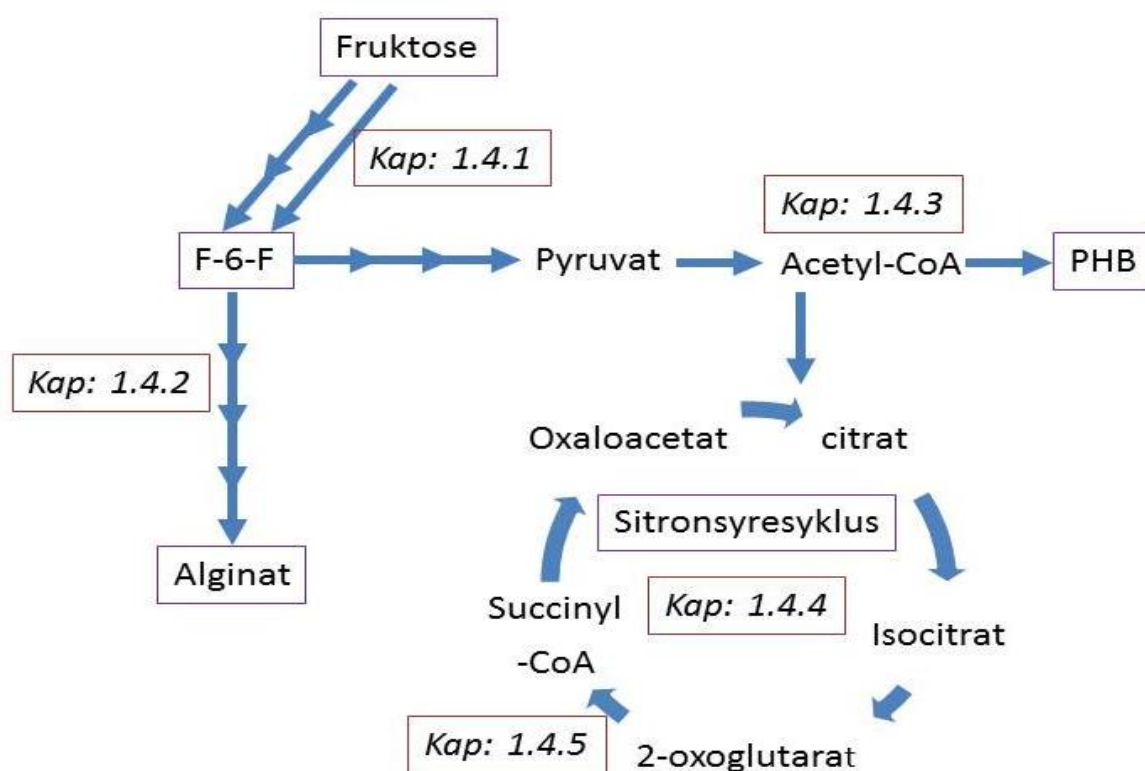 Fruktose
Kap: 1.4.1
Kap: 1.4.3
F-6-F
Pyruvat
Acetyl-CoA
PHB
Kap: 1.4.2
Oxaloacetat
citrat
Sitronsyresyklus
Alginat
Succinyl
-CoA
Kap: 1.4.4
Isocitrat
Kap: 1.4.5
2-oxoglutarat